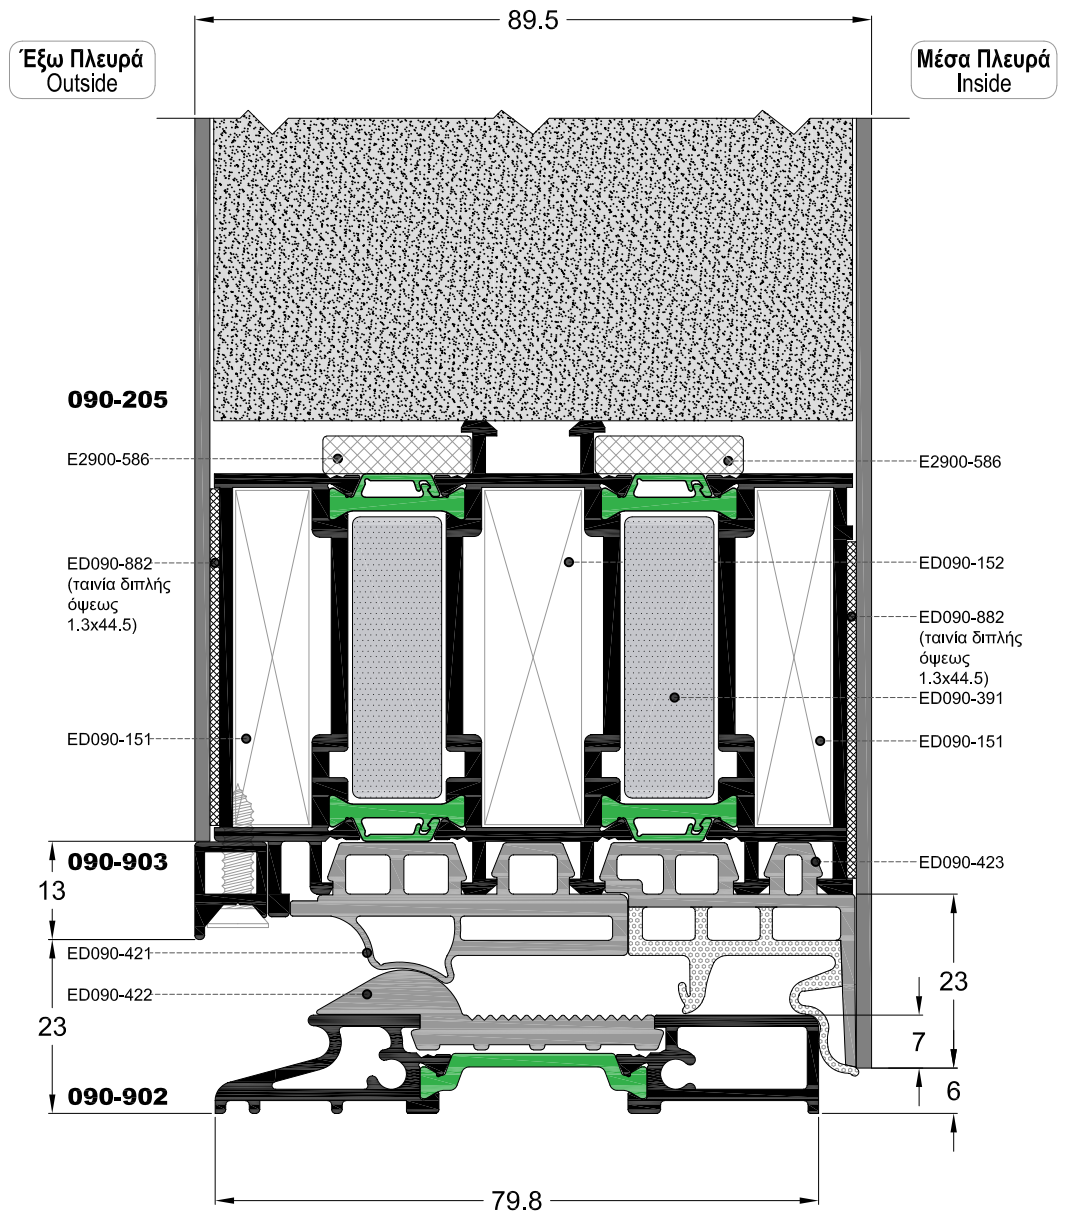 89.5
Έξω Πλευρά
Outside
Μέσα Πλευρά
Inside
090-205
E2900-586
E2900-586
ED090-882
(ταινία διπλής
όψεως
1.3x44.5)
ED090-152
ED090-882
(ταινία διπλής
όψεως
1.3x44.5)
ED090-391
ED090-151
ED090-151
090-903
ED090-423
13
ED090-421
ED090-422
23
23
7
090-902
6
79.8